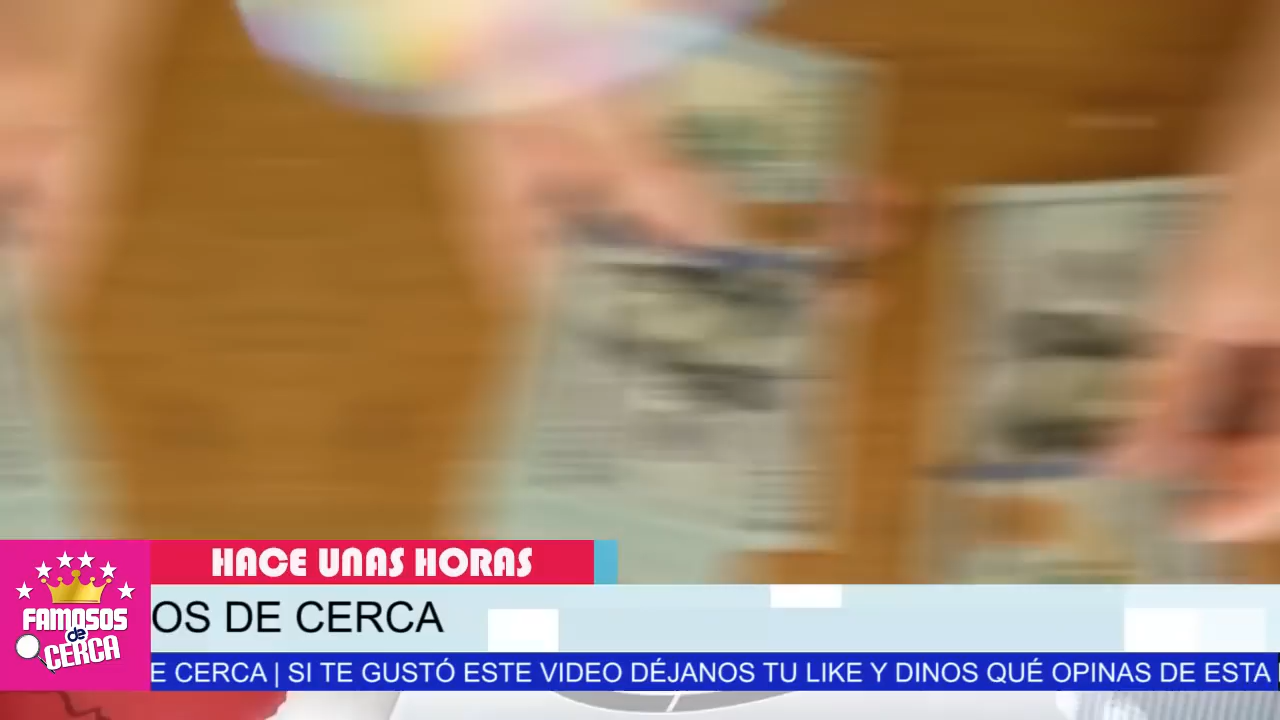 HACE UNAS HORAS
FAMOSOS
de
CERCA
OS DE CERCA
E CERCA | SI TE GUSTÓ ESTE VIDEO DÉJANOS TU LIKE Y DINOS QUÉ OPINAS DE ESTA